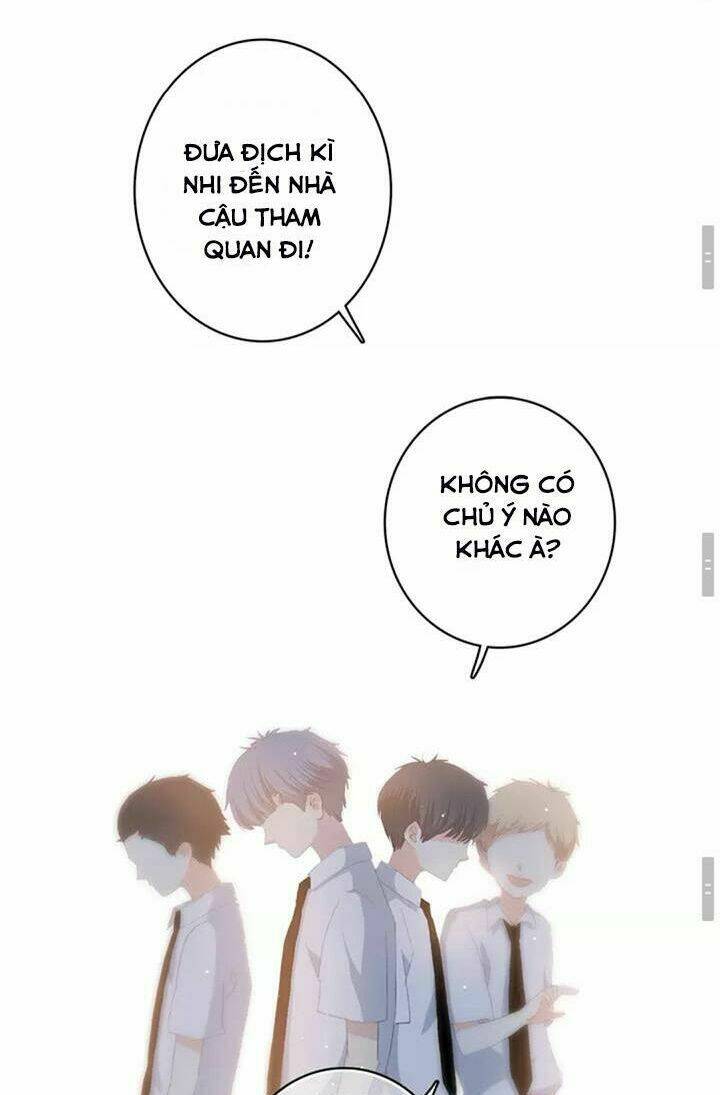 ĐƯA ĐỊCH KÌ
NHI ĐẾN NHÀ
CẬU THAM
QUAN ĐI!
KHÔNG CÓ
CHỦ Ý NÀO
KHÁC À?